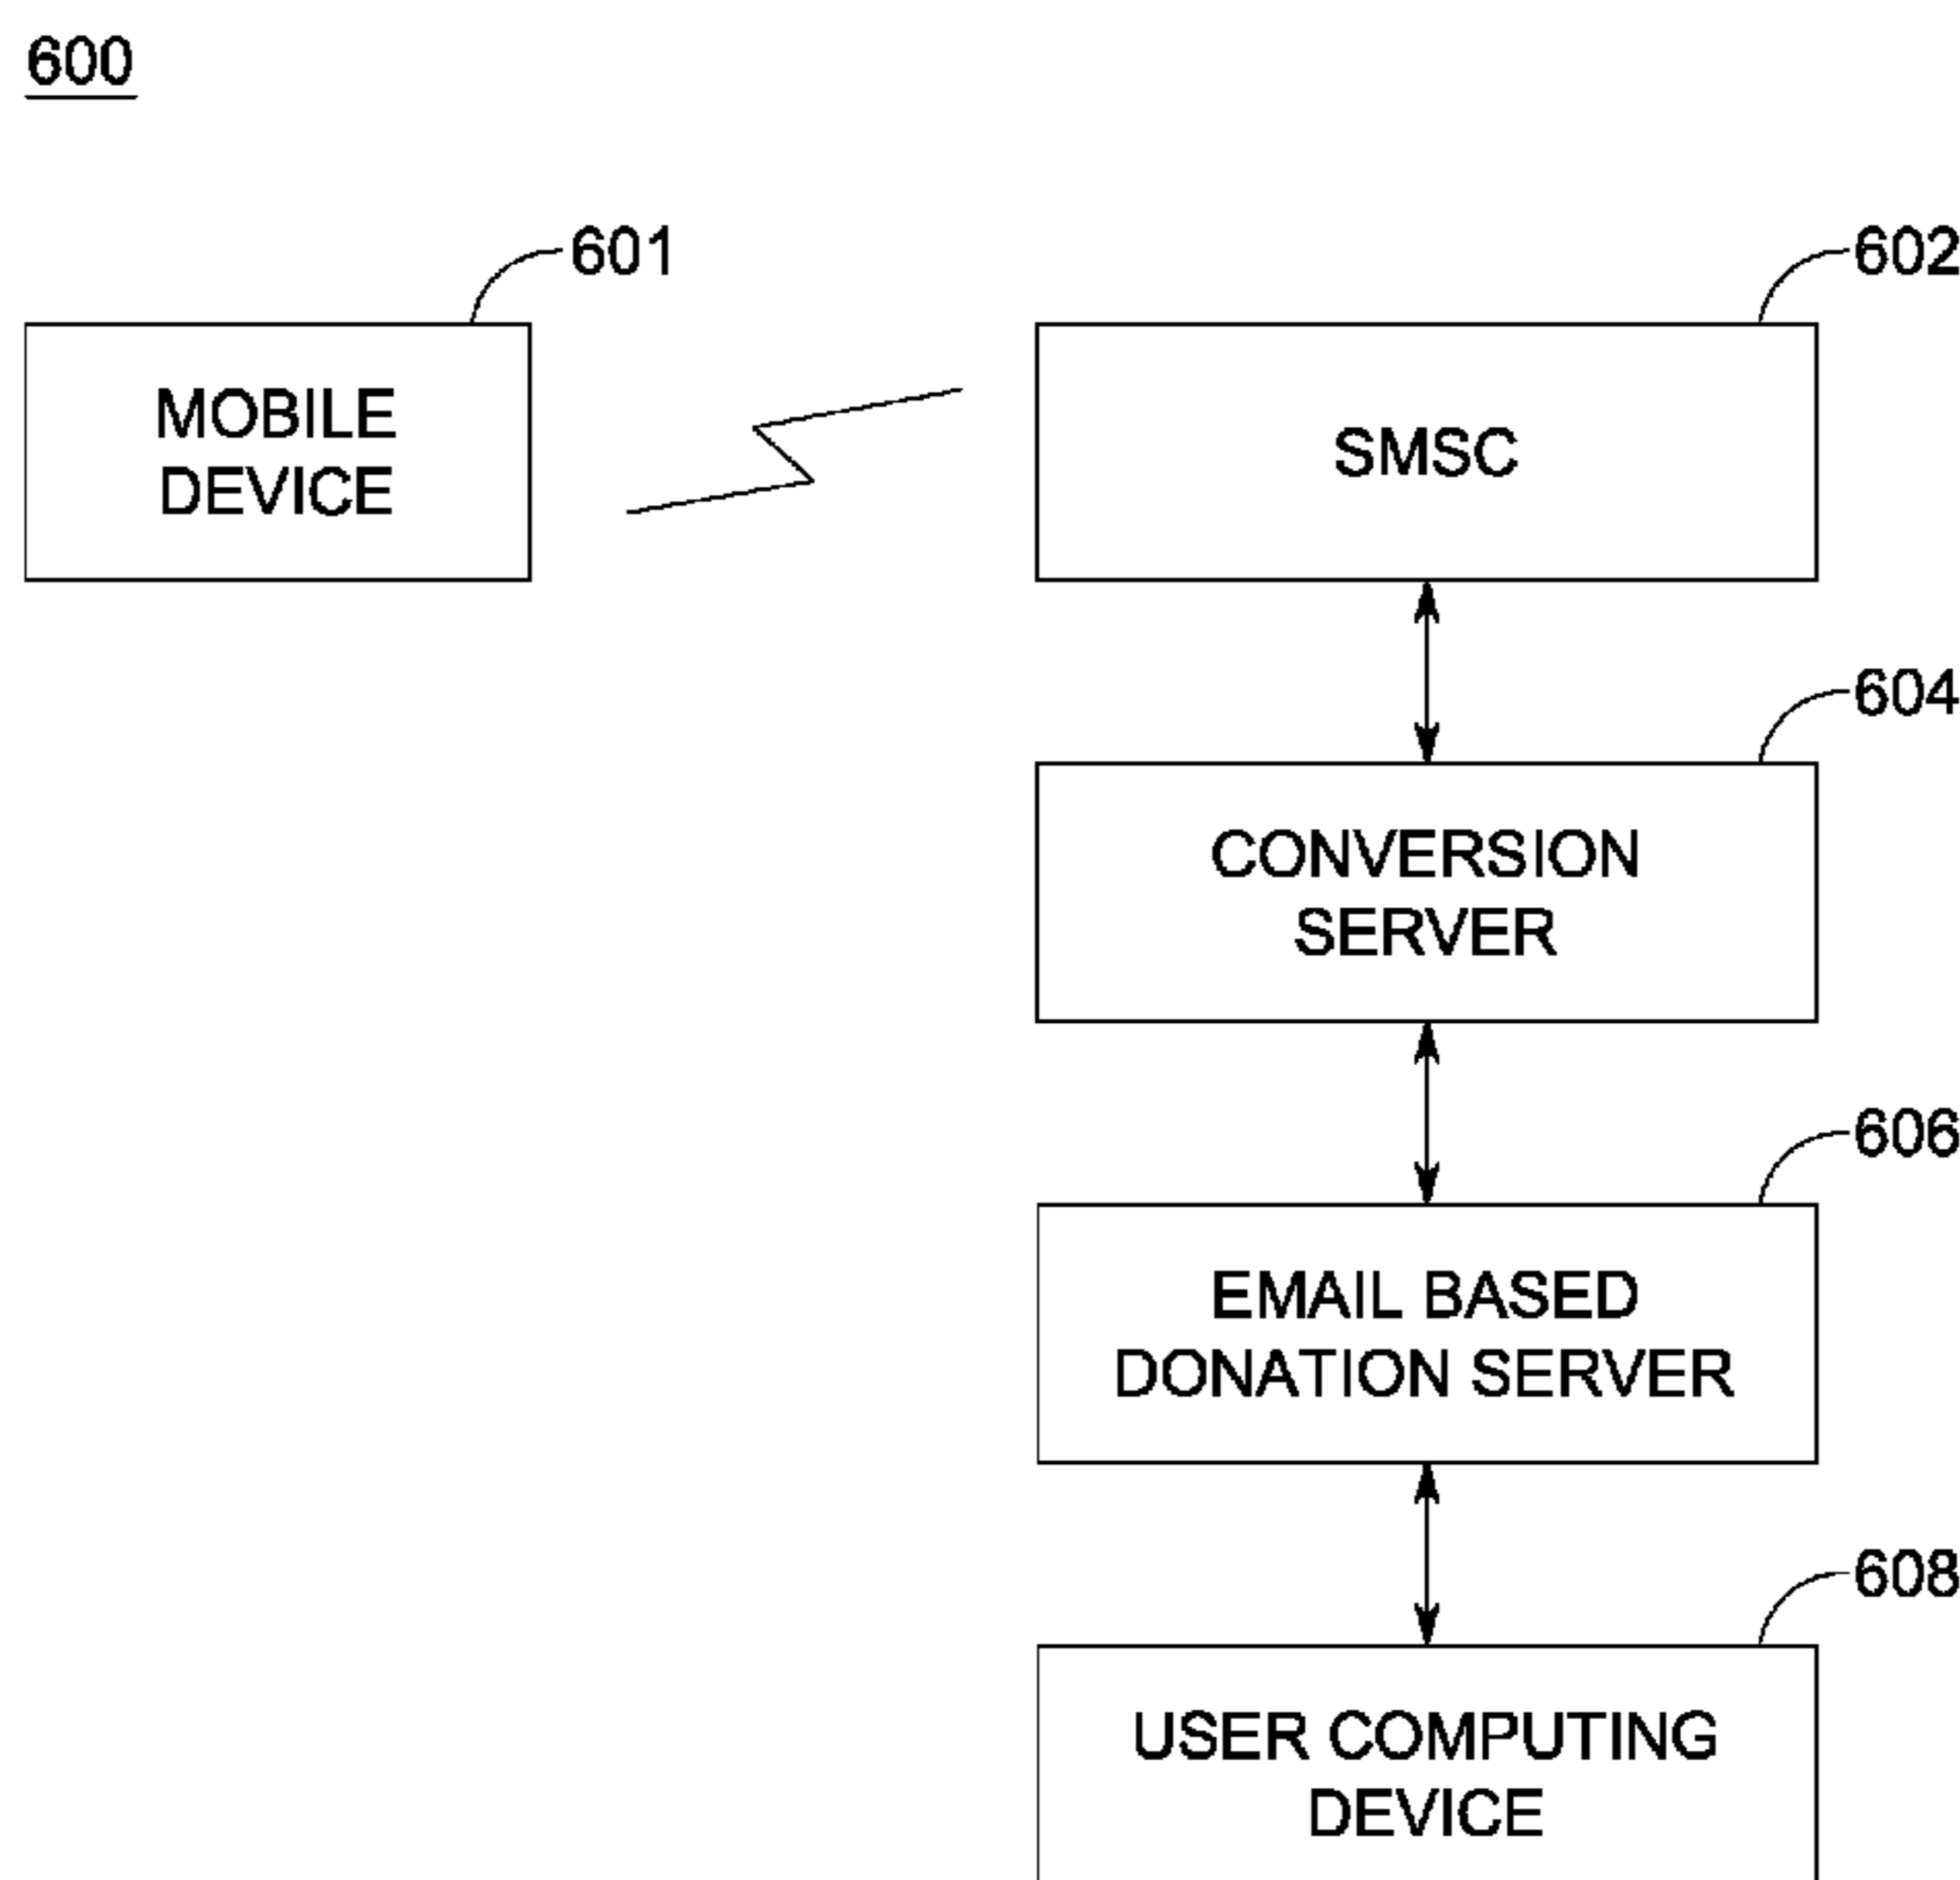 600
601
602
MOBILE
DEVICE
SMSC
604
CONVERSION
SERVER
606
EMAIL BASED
DONATION SERVER
608
USER COMPUTING
DEVICE